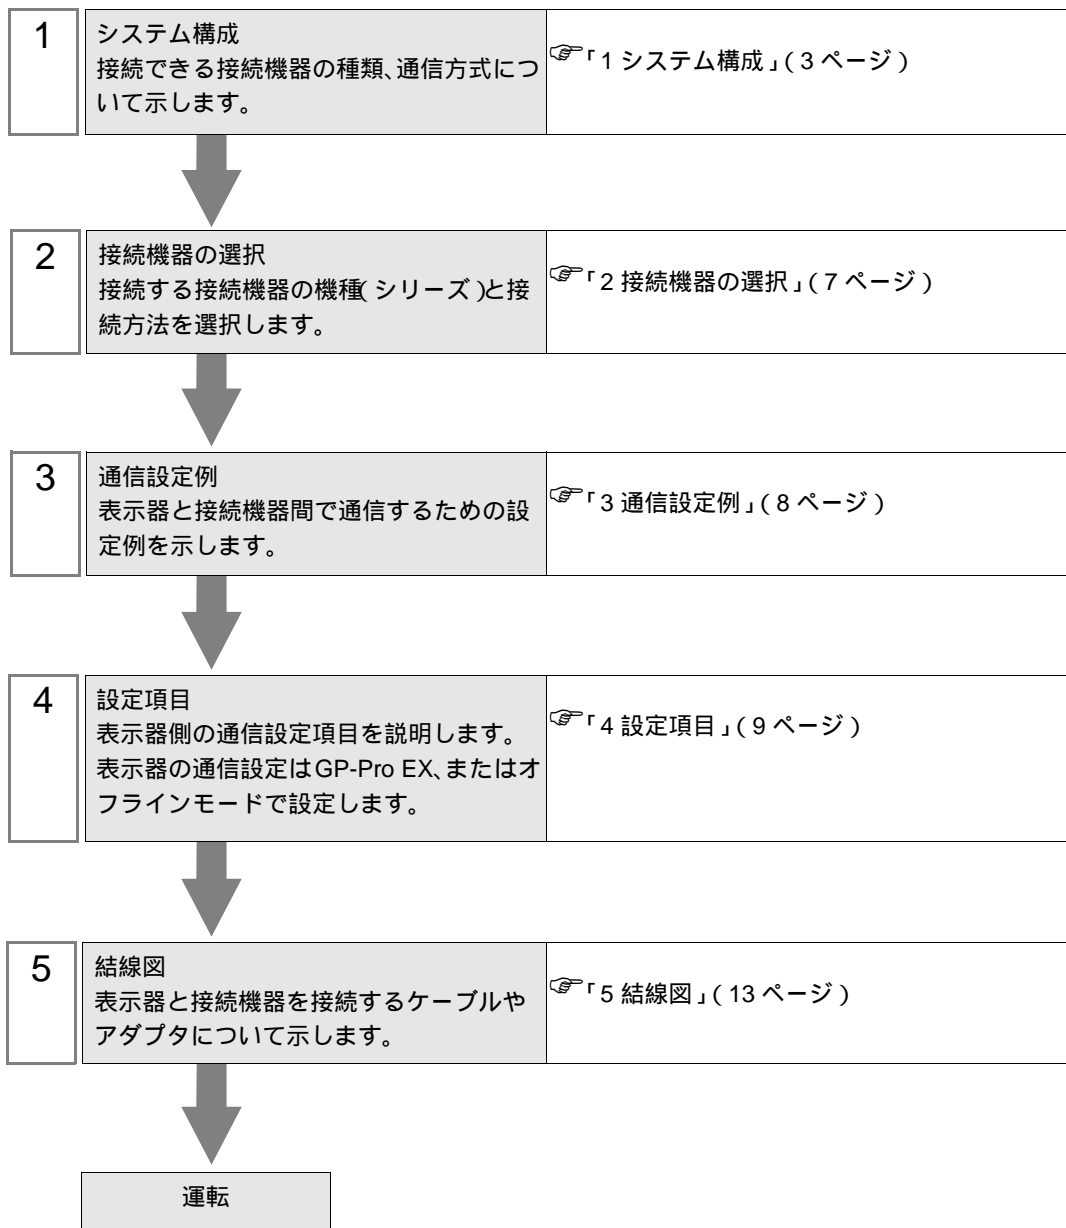 1
システム構成
接続できる接続機器の種類、通信方式につ
いて示します。
☞「1 システム構成」(3 ページ)
2
接続機器の選択
接続する接続機器の機種(シリーズ)と接
続方法を選択します。
☞「2 接続機器の選択」(7 ページ)
3
通信設定例
表示器と接続機器間で通信するための設
定例を示します。
☞「3 通信設定例」(8 ページ)
4
設定項目
表示器側の通信設定項目を説明します。
表示器の通信設定はGP-Pro EX、またはオ
フラインモードで設定します。
☞「4 設定項目」(9 ページ)
5
結線図
表示器と接続機器を接続するケーブルや
アダプタについて示します。
☞「5 結線図」(13 ページ)
運転